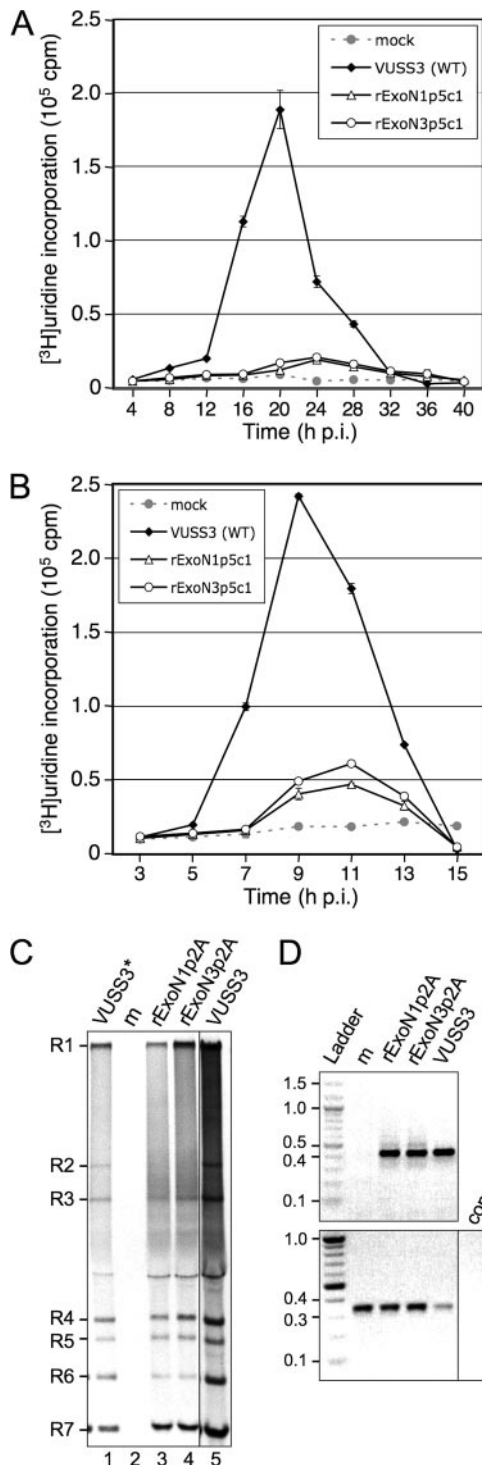 A
[³H]uridine incorporation (10⁵ cpm)
2.5
2.0
1.5
1.0
0.5
0
mock
VUSS3 (WT)
rExoN1p5c1
rExoN3p5c1
4 8 12 16 20 24 28 32 36 40
Time (h p.i.)
B
[³H]uridine incorporation (10⁵ cpm)
2.5
2.0
1.5
1.0
0.5
0
mock
VUSS3 (WT)
rExoN1p5c1
rExoN3p5c1
3 5 7 9 11 13 15
Time (h p.i.)
C
VUSS3*
m
rExoN1p2A
rExoN3p2A
VUSS3
R1
R2
R3
R4
R5
R6
R7
1 2 3 4 5
D
Ladder
m
rExoN1p2A
rExoN3p2A
VUSS3
1.5
1.0
0.5
0.4
0.1
1.0
0.4
0.3
0.1